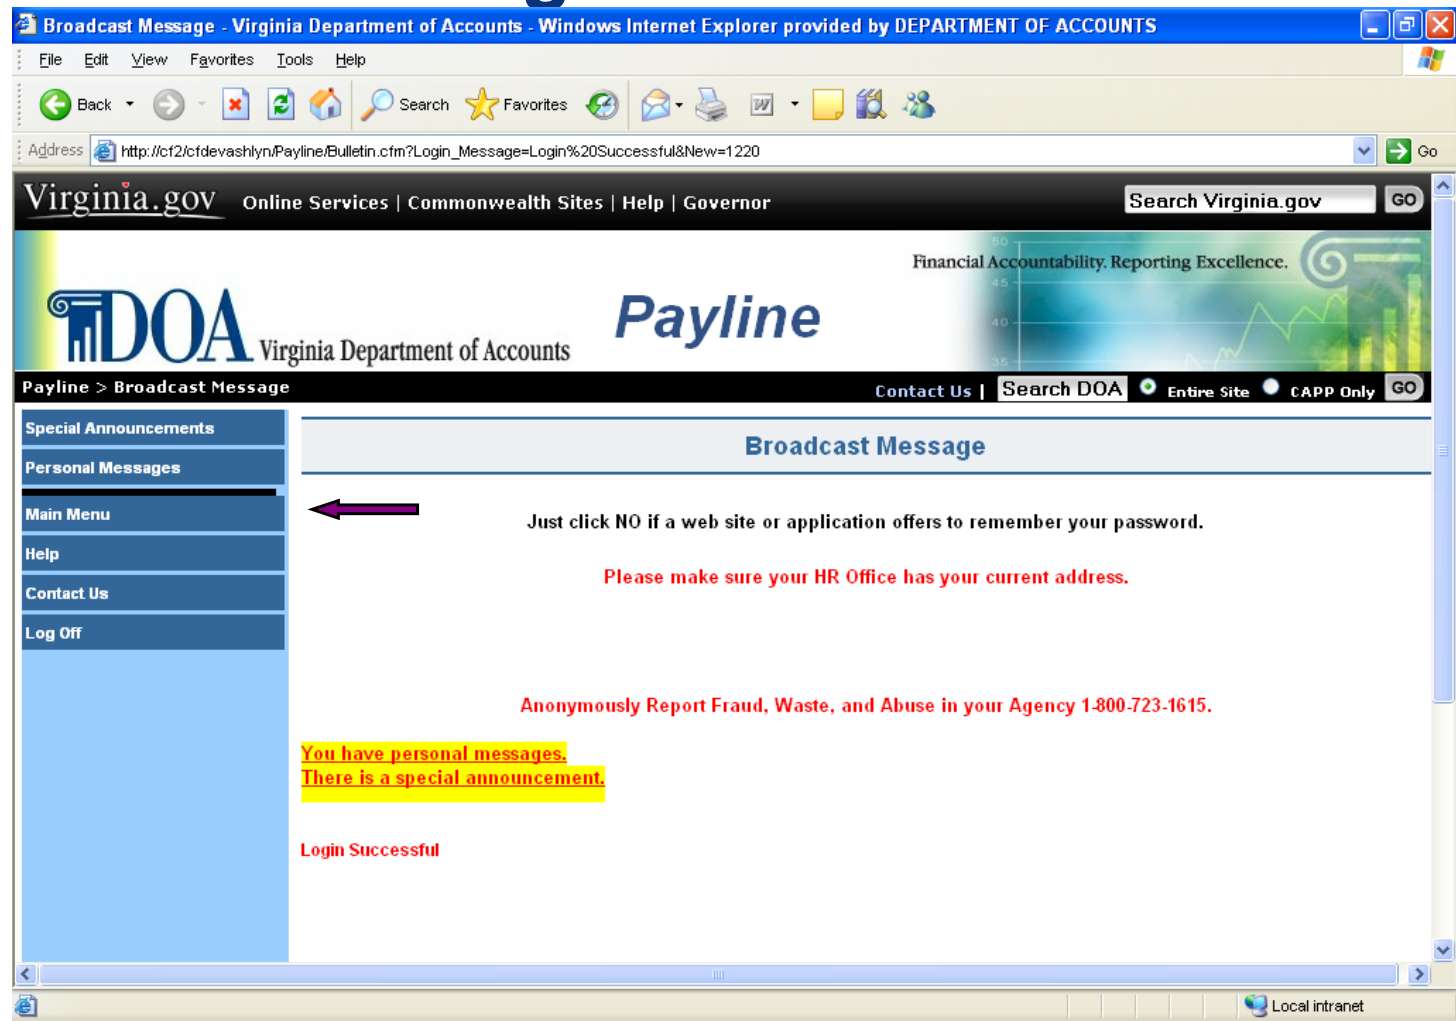 Broadcast Message - Virginia Department of Accounts - Windows Internet Explorer provided by DEPARTMENT OF ACCOUNTS
File Edit View Favorites Tools Help
Back Search Favorites
Address http://cf2/cfdevashlyn/Payline/Bulletin.cfm?Login_Message=Login%20Successful&New=1220 Go
Virginia.gov Online Services | Commonwealth Sites | Help | Governor Search Virginia.gov GO
Financial Accountability. Reporting Excellence.
50
45
40
35
DOA Virginia Department of Accounts
Payline
Payline > Broadcast Message Contact Us | Search DOA Entire Site CAPP Only GO
Special Announcements
Personal Messages
Main Menu
Help
Contact Us
Log Off
Broadcast Message
Just click NO if a web site or application offers to remember your password.
Please make sure your HR Office has your current address.
Anonymously Report Fraud, Waste, and Abuse in your Agency 1-800-723-1615.
You have personal messages.
There is a special announcement.
Login Successful
Local intranet